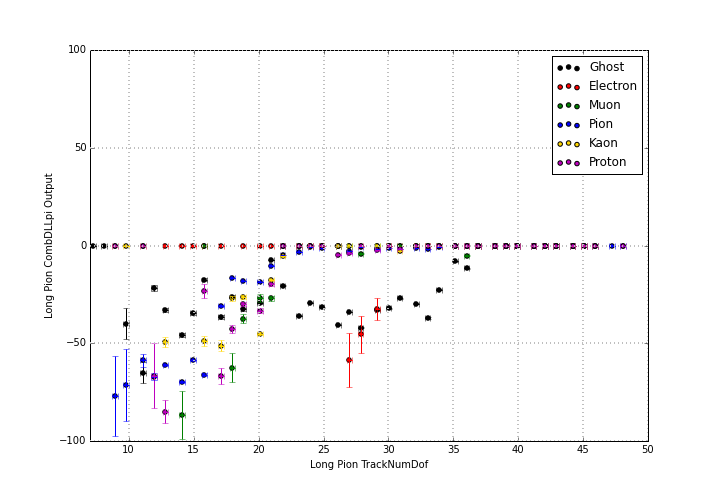 100
50
0
−50
−100
10
15
20
25
30
35
40
45
50
Long Pion CombDLLpi Output
Long Pion TrackNumDof
Ghost
Electron
Muon
Pion
Kaon
Proton